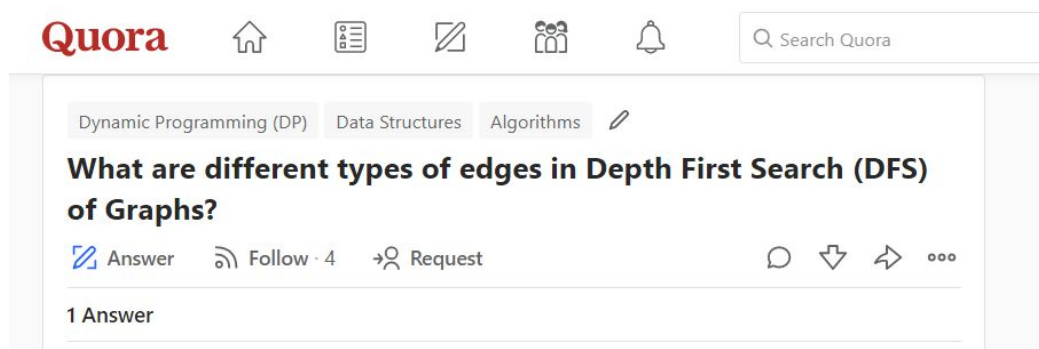 Quora
Search Quora
Dynamic Programming (DP) Data Structures Algorithms
What are different types of edges in Depth First Search (DFS)
of Graphs?
Answer Follow · 4 Request
1 Answer